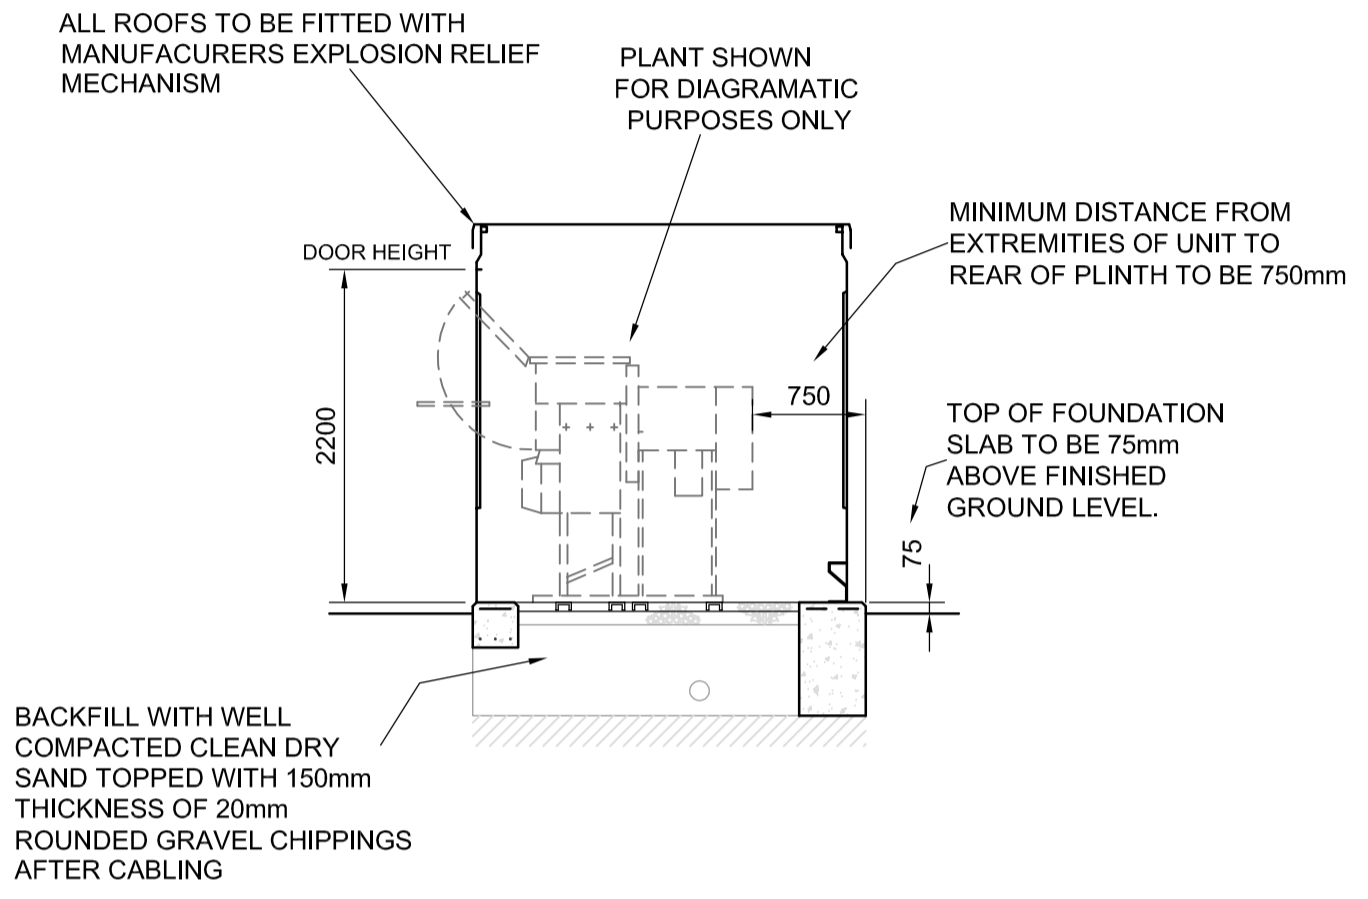 ALL ROOFS TO BE FITTED WITH
MANUFACURERS EXPLOSION RELIEF
MECHANISM
PLANT SHOWN
FOR DIAGRAMATIC
PURPOSES ONLY
MINIMUM DISTANCE FROM
EXTREMITIES OF UNIT TO
REAR OF PLINTH TO BE 750mm
DOOR HEIGHT
2200
750
TOP OF FOUNDATION
SLAB TO BE 75mm
ABOVE FINISHED
GROUND LEVEL.
75
BACKFILL WITH WELL
COMPACTED CLEAN DRY
SAND TOPPED WITH 150mm
THICKNESS OF 20mm
ROUNDED GRAVEL CHIPPINGS
AFTER CABLING